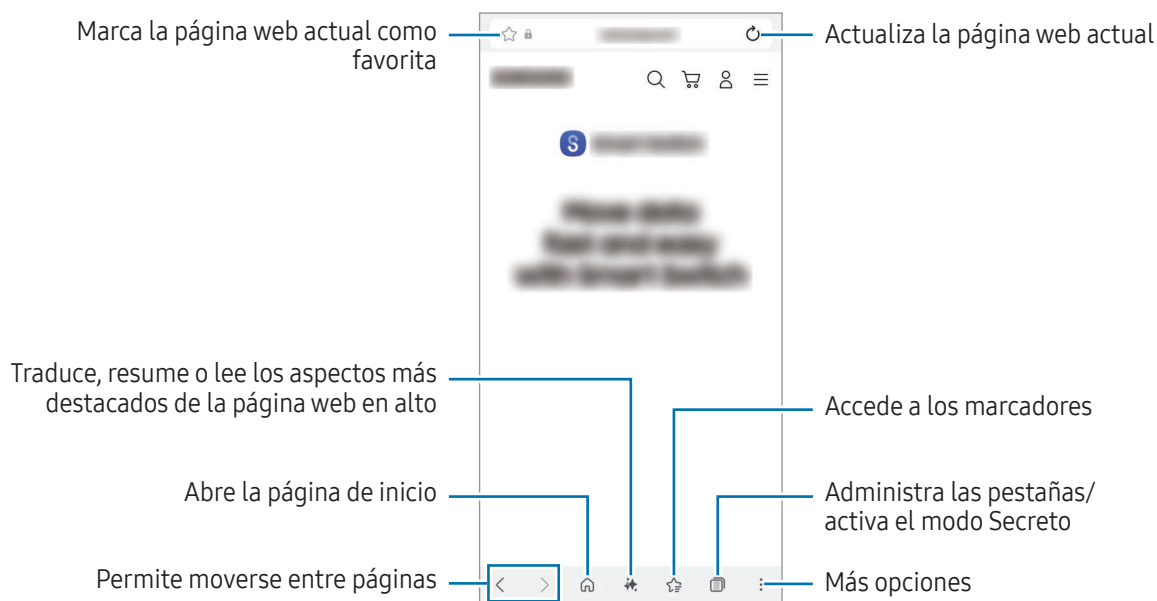 Marca la página web actual como
favorita
Actualiza la página web actual
S
Traduce, resume o lee los aspectos más
destacados de la página web en alto
Accede a los marcadores
Abre la página de inicio
Administra las pestañas/
activa el modo Secreto
Permite moverse entre páginas
Más opciones